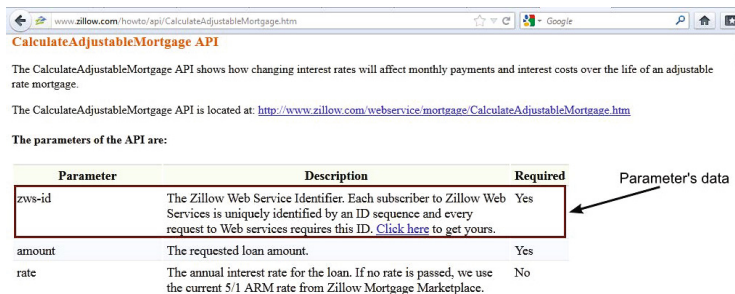 www.zillow.com/howto/api/CalculateAdjustableMortgage.htm Google
CalculateAdjustableMortgage API
The CalculateAdjustableMortgage API shows how changing interest rates will affect monthly payments and interest costs over the life of an adjustable
rate mortgage.
The CalculateAdjustableMortgage API is located at: http://www.zillow.com/webservice/mortgage/CalculateAdjustableMortgage.htm
The parameters of the API are:
Parameter Description Required
Parameter's data
zws-id The Zillow Web Service Identifier. Each subscriber to Zillow Web Yes
Services is uniquely identified by an ID sequence and every
request to Web services requires this ID. Click here to get yours.
amount The requested loan amount. Yes
rate The annual interest rate for the loan. If no rate is passed, we use No
the current 5/1 ARM rate from Zillow Mortgage Marketplace.